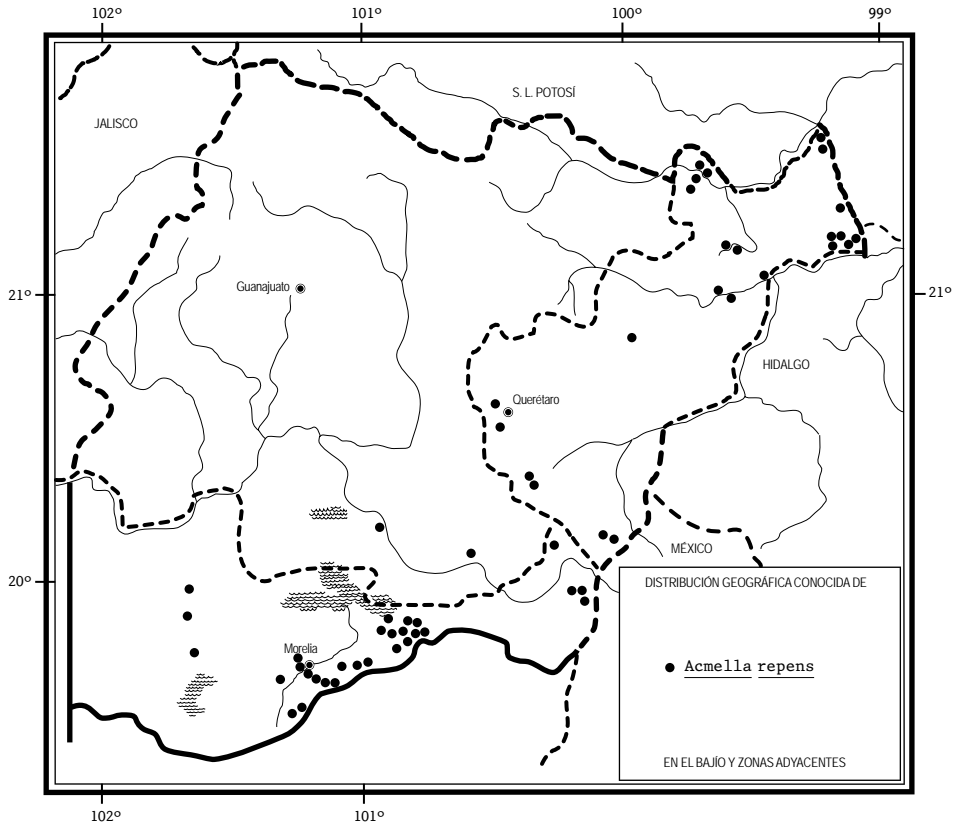 102º 101º 100º 99º
S. L. POTOSÍ
JALISCO
Guanajuato
21º 21º
HIDALGO
Querétaro
MÉXICO
20º
DISTRIBUCIÓN GEOGRÁFICA CONOCIDA DE
Morelia
Acmella repens
EN EL BAJÍO Y ZONAS ADYACENTES
102º 101º